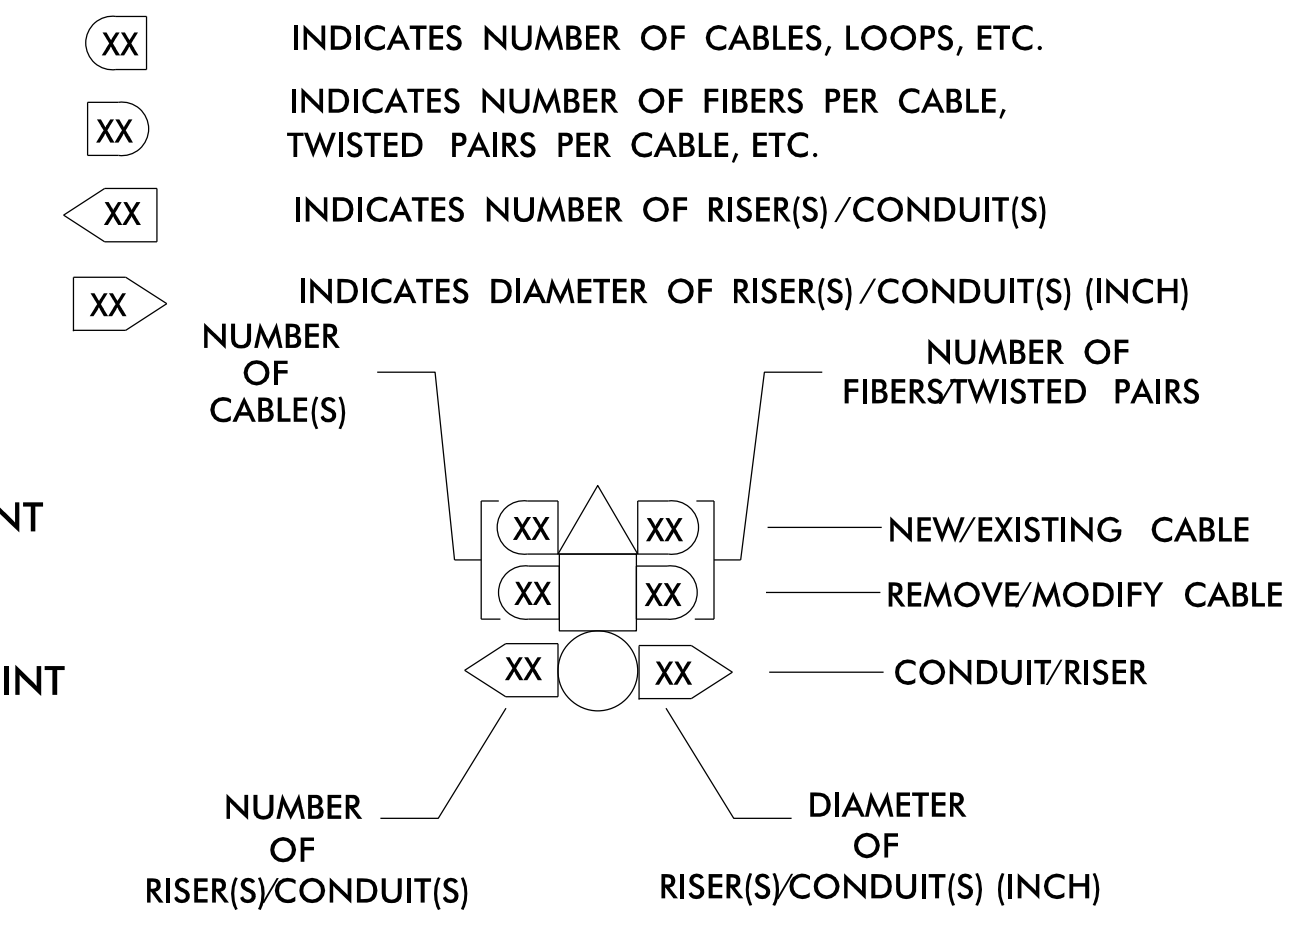 XX INDICATES NUMBER OF CABLES, LOOPS, ETC.
INDICATES NUMBER OF FIBERS PER CABLE,
XX
TWISTED PAIRS PER CABLE, ETC.
XX INDICATES NUMBER OF RISER(S)/CONDUIT(S)
XX INDICATES DIAMETER OF RISER(S)/CONDUIT(S) (INCH)
NUMBER
OF
CABLE(S)
NUMBER OF
FIBERS/TWISTED PAIRS
NT
XX XX NEW/EXISTING CABLE
XX XX REMOVE/MODIFY CABLE
INT
XX XX CONDUIT/RISER
NUMBER
OF
RISER(S)/CONDUIT(S)
DIAMETER
OF
RISER(S)/CONDUIT(S) (INCH)